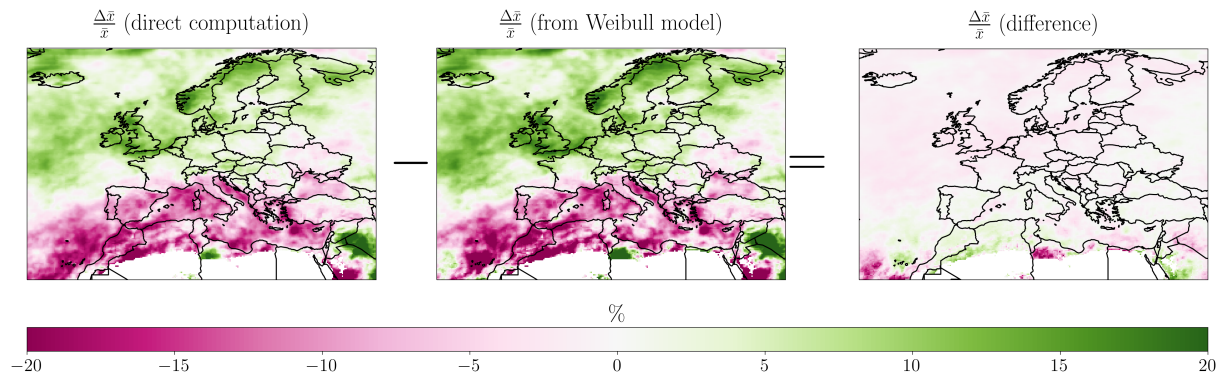 Δx̄/x̄ (direct computation)
Δx̄/x̄ (from Weibull model)
Δx̄/x̄ (difference)
−
=
%
−20 −15 −10 −5 0 5 10 15 20